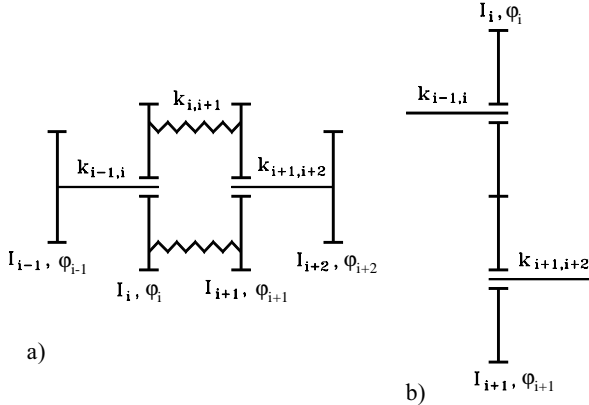 k_{i,i+1}
k_{i-1,i}
k_{i+1,i+2}
I_{i-1}, φ_{i-1}
I_i, φ_i
I_{i+1}, φ_{i+1}
I_{i+2}, φ_{i+2}
a)
I_i, φ_i
k_{i-1,i}
k_{i+1,i+2}
I_{i+1}, φ_{i+1}
b)